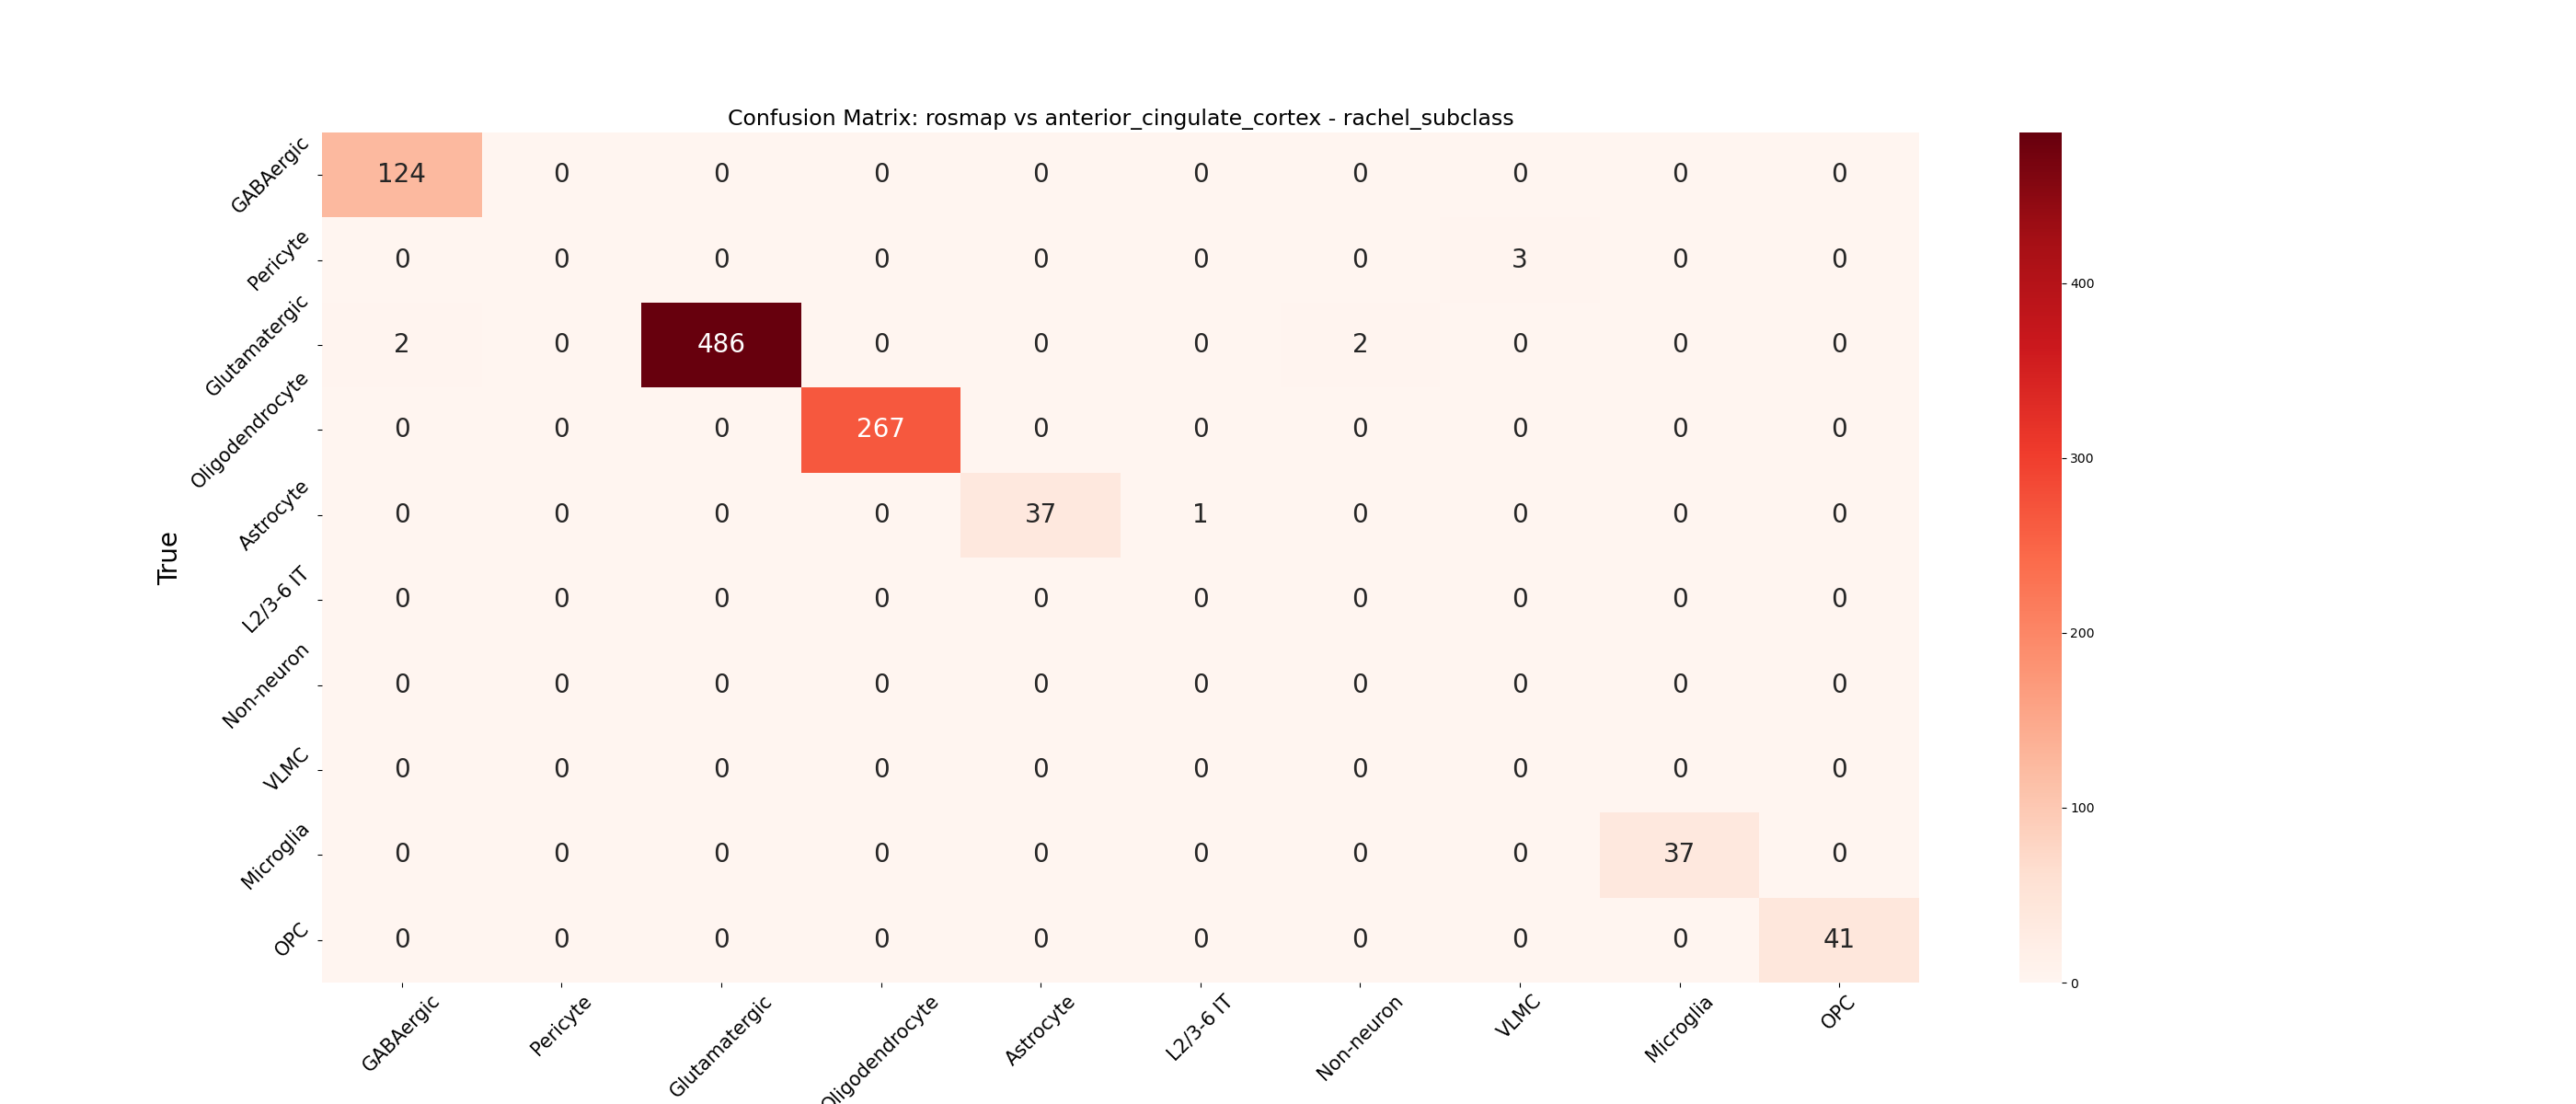 Confusion Matrix: rosmap vs anterior_cingulate_cortex - rachel_subclass
GABAergic 124 0 0 0 0 0 0 0 0 0
Pericyte 0 0 0 0 0 0 0 3 0 0
Glutamatergic 2 0 486 0 0 0 2 0 0 0
Oligodendrocyte 0 0 0 267 0 0 0 0 0 0
Astrocyte 0 0 0 0 37 1 0 0 0 0
L2/3-6 IT 0 0 0 0 0 0 0 0 0 0
Non-neuron 0 0 0 0 0 0 0 0 0 0
VLMC 0 0 0 0 0 0 0 0 0 0
Microglia 0 0 0 0 0 0 0 0 37 0
OPC 0 0 0 0 0 0 0 0 0 41
True
GABAergic Pericyte Glutamatergic Oligodendrocyte Astrocyte L2/3-6 IT Non-neuron VLMC Microglia OPC
400
300
200
100
0